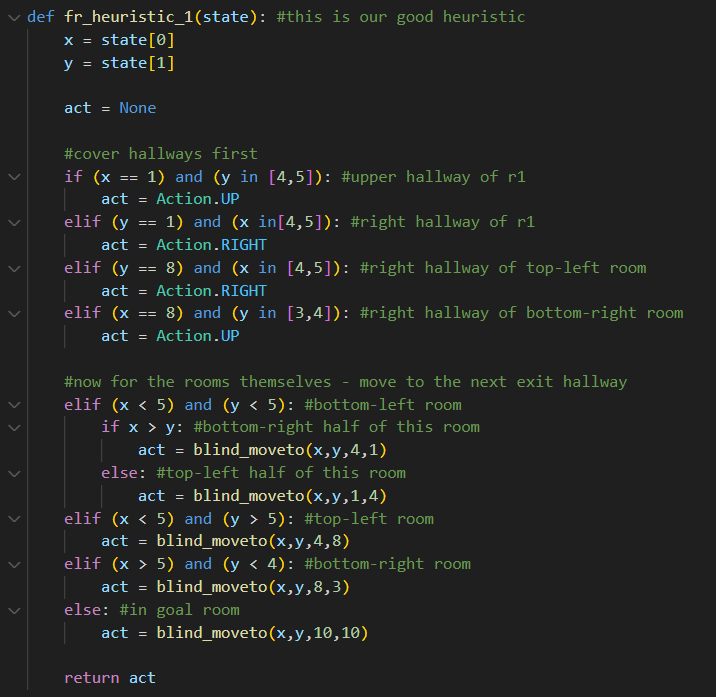 def fr_heuristic_1(state): #this is our good heuristic
    x = state[0]
    y = state[1]

    act = None

    #cover hallways first
    if (x == 1) and (y in [4,5]): #upper hallway of r1
        act = Action.UP
    elif (y == 1) and (x in[4,5]): #right hallway of r1
        act = Action.RIGHT
    elif (y == 8) and (x in [4,5]): #right hallway of top-left room
        act = Action.RIGHT
    elif (x == 8) and (y in [3,4]): #right hallway of bottom-right room
        act = Action.UP

    #now for the rooms themselves - move to the next exit hallway
    elif (x < 5) and (y < 5): #bottom-left room
        if x > y: #bottom-right half of this room
            act = blind_moveto(x,y,4,1)
        else: #top-left half of this room
            act = blind_moveto(x,y,1,4)
    elif (x < 5) and (y > 5): #top-left room
        act = blind_moveto(x,y,4,8)
    elif (x > 5) and (y < 4): #bottom-right room
        act = blind_moveto(x,y,8,3)
    else: #in goal room
        act = blind_moveto(x,y,10,10)

    return act